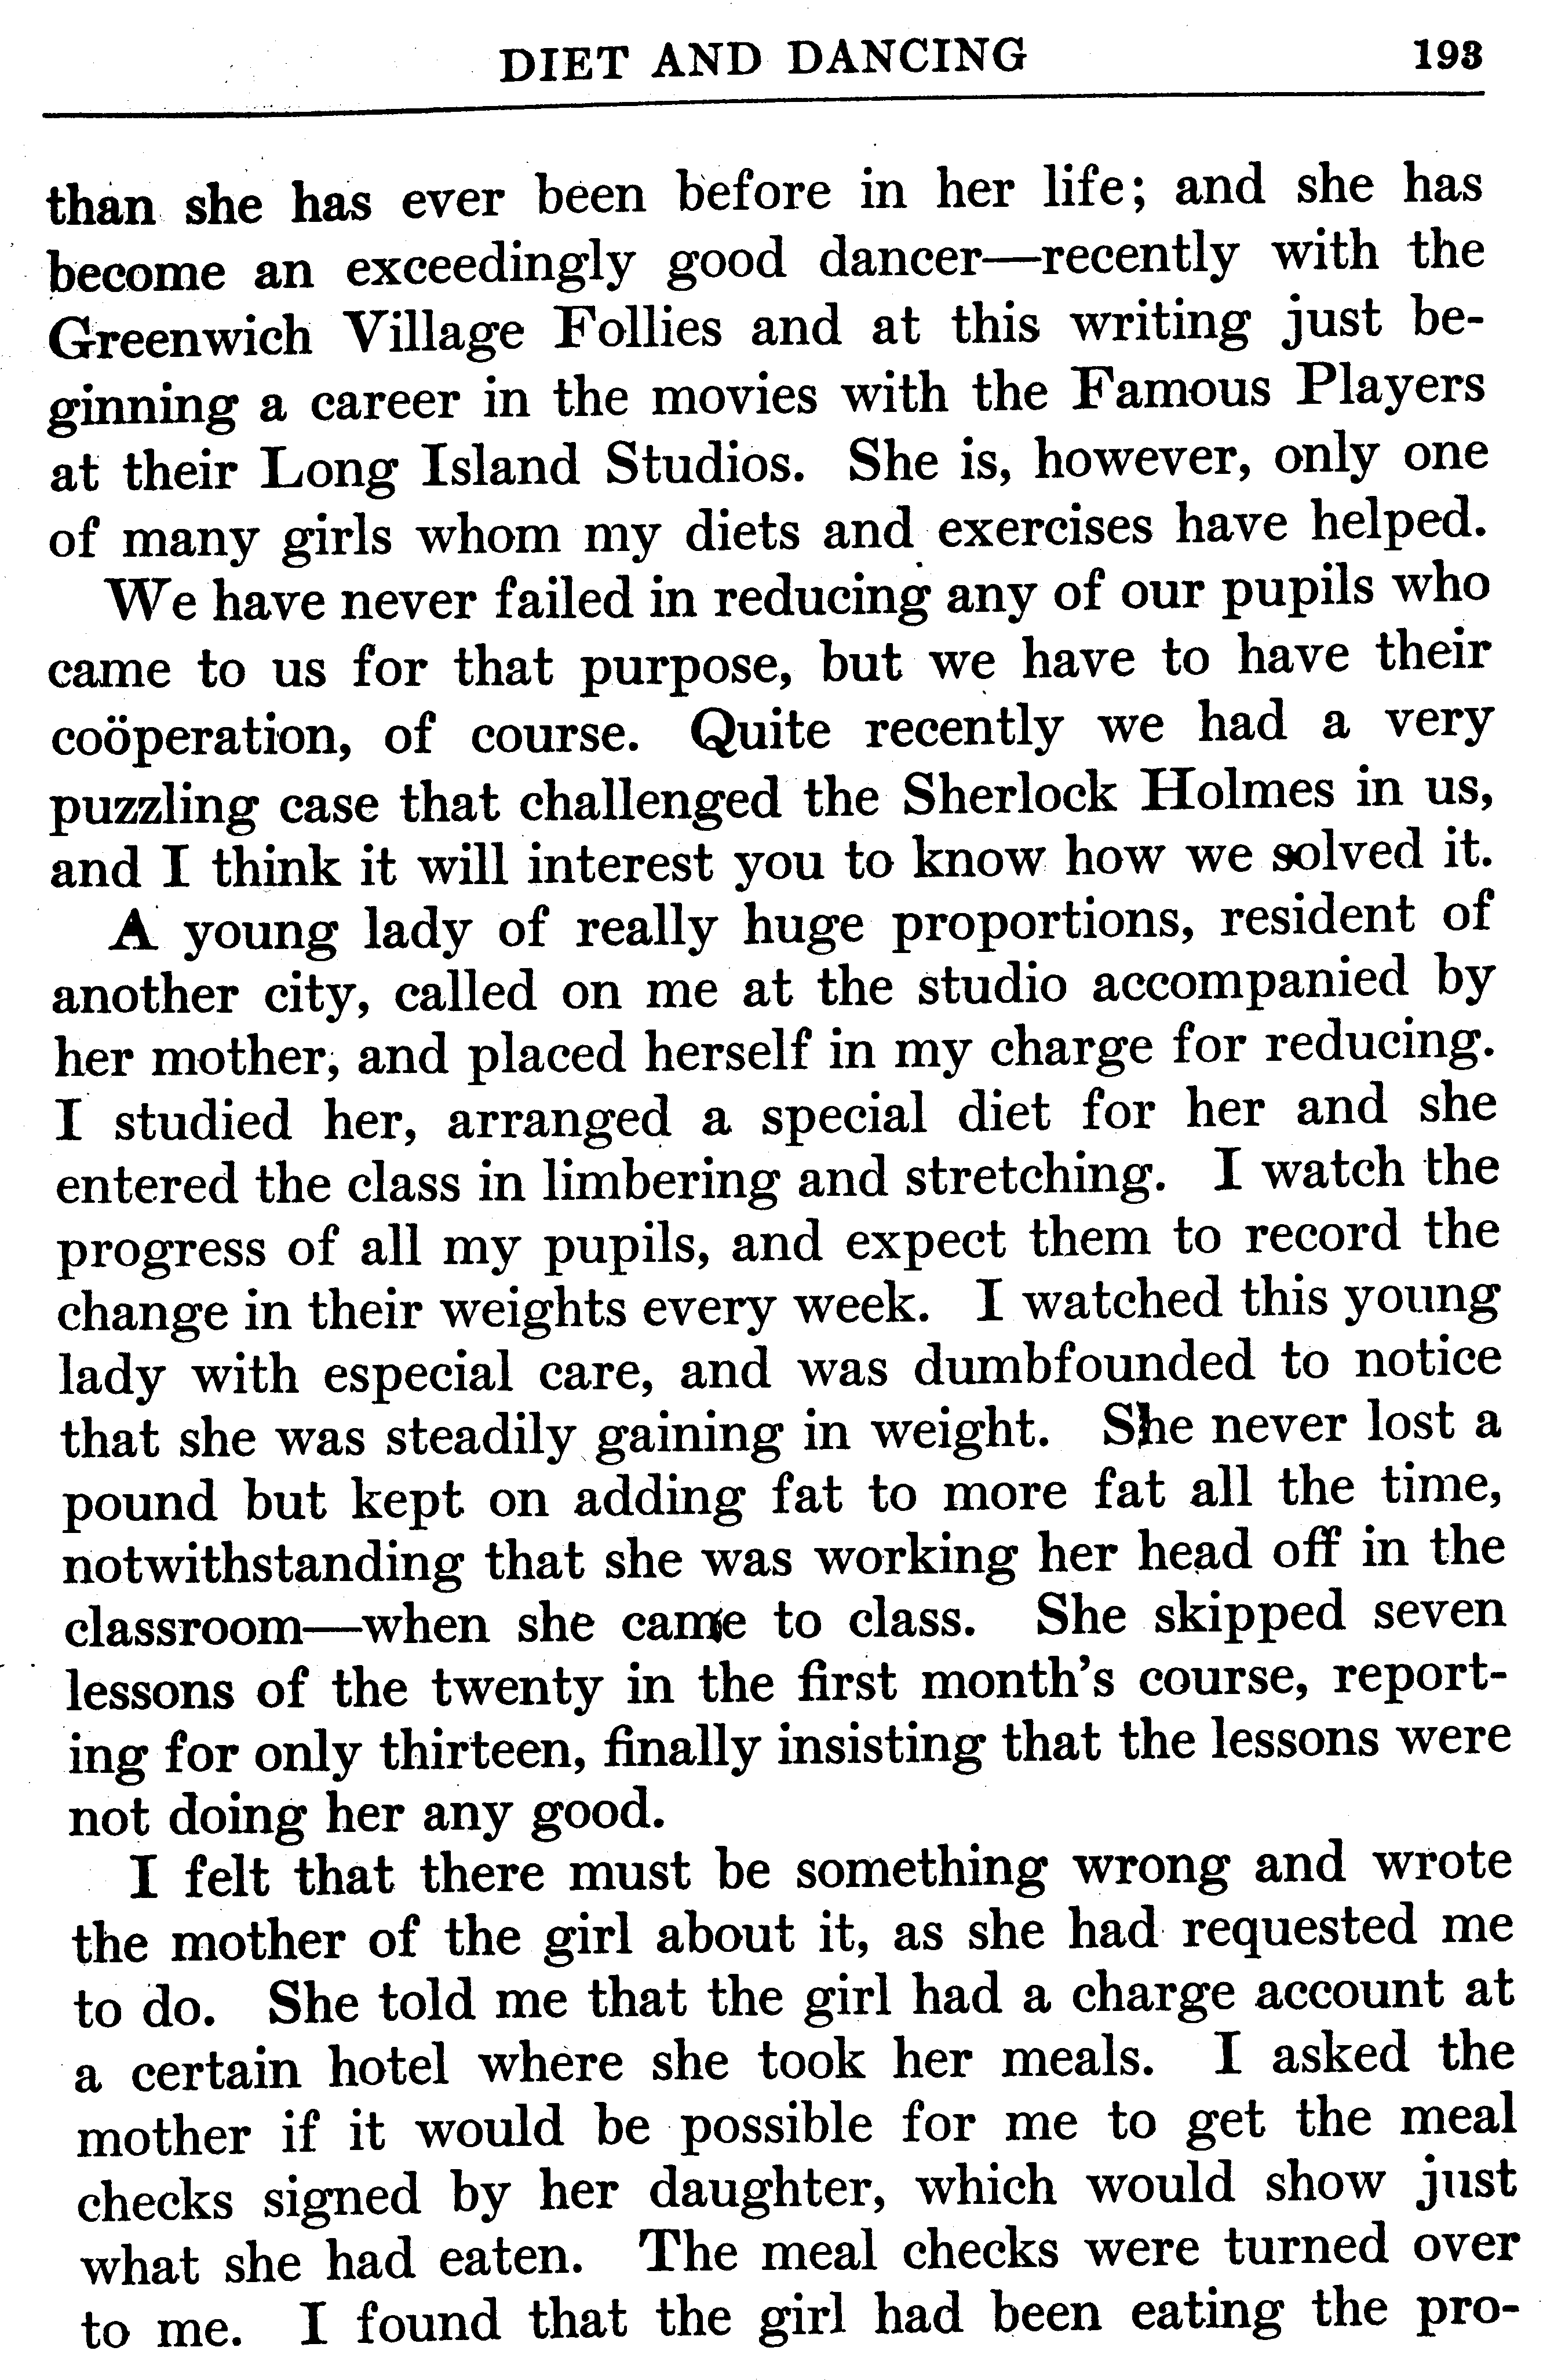 DIET AND DANCING 193
than she has ever been before in her life; and she has
become an exceedingly good dancer—recently with the
Greenwich Village Follies and at this writing just be-
ginning a career in the movies with the Famous Players
at their Long Island Studios. She is, however, only one
of many girls whom my diets and exercises have helped.
We have never failed in reducing any of our pupils who
came to us for that purpose, but we have to have their
coöperation, of course. Quite recently we had a very
puzzling case that challenged the Sherlock Holmes in us,
and I think it will interest you to know how we solved it.
A young lady of really huge proportions, resident of
another city, called on me at the studio accompanied by
her mother, and placed herself in my charge for reducing.
I studied her, arranged a special diet for her and she
entered the class in limbering and stretching. I watch the
progress of all my pupils, and expect them to record the
change in their weights every week. I watched this young
lady with especial care, and was dumbfounded to notice
that she was steadily gaining in weight. She never lost a
pound but kept on adding fat to more fat all the time,
notwithstanding that she was working her head off in the
classroom—when she came to class. She skipped seven
lessons of the twenty in the first month's course, report-
ing for only thirteen, finally insisting that the lessons were
not doing her any good.
I felt that there must be something wrong and wrote
the mother of the girl about it, as she had requested me
to do. She told me that the girl had a charge account at
a certain hotel where she took her meals. I asked the
mother if it would be possible for me to get the meal
checks signed by her daughter, which would show just
what she had eaten. The meal checks were turned over
to me. I found that the girl had been eating the pro-